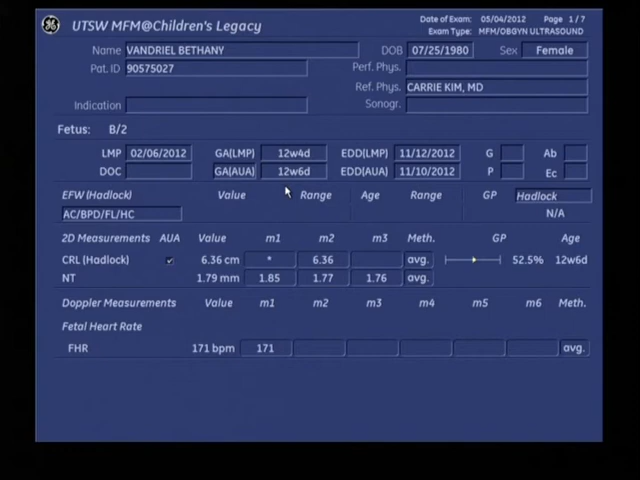 UTSW MFM@Children's Legacy
Date of Exam: 05/04/2012 Page 1/7
Exam Type: MFM/OBGYN ULTRASOUND
Name VANDRIEL BETHANY DOB 07/25/1980 Sex Female
Pat. ID 90575027 Perf. Phys.
Ref. Phys. CARRIE KIM, MD
Indication Sonogr.
Fetus: B/2
LMP 02/06/2012 GA(LMP) 12w4d EDD(LMP) 11/12/2012 G Ab
DOC GA(AUA) 12w6d EDD(AUA) 11/10/2012 P Ec
EFW (Hadlock) Value Range Age Range GP Hadlock
AC/BPD/FL/HC N/A
2D Measurements AUA Value m1 m2 m3 Meth. GP Age
CRL (Hadlock) 6.36 cm * 6.36 avg. 52.5% 12w6d
NT 1.79 mm 1.85 1.77 1.76 avg.
Doppler Measurements Value m1 m2 m3 m4 m5 m6 Meth.
Fetal Heart Rate
FHR 171 bpm 171 avg.